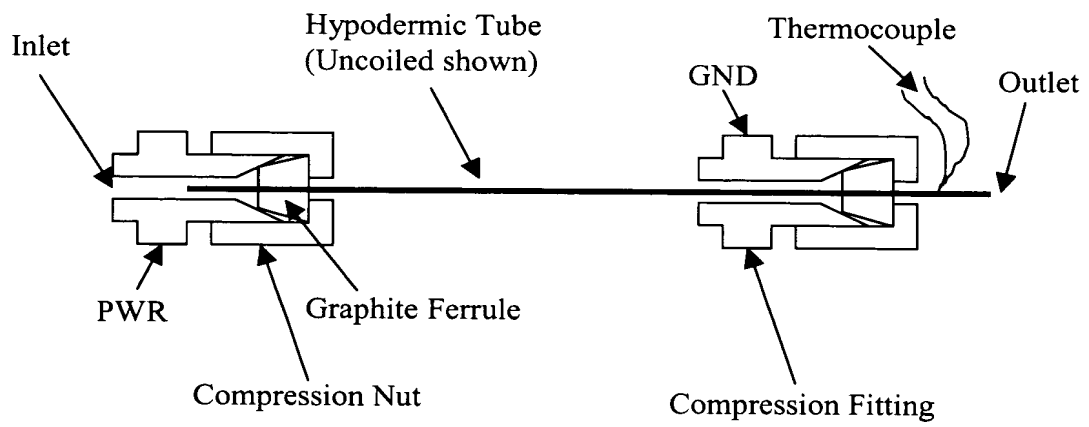 Hypodermic Tube
(Uncoiled shown)
Thermocouple
Inlet
GND
Outlet
PWR
Graphite Ferrule
Compression Nut
Compression Fitting